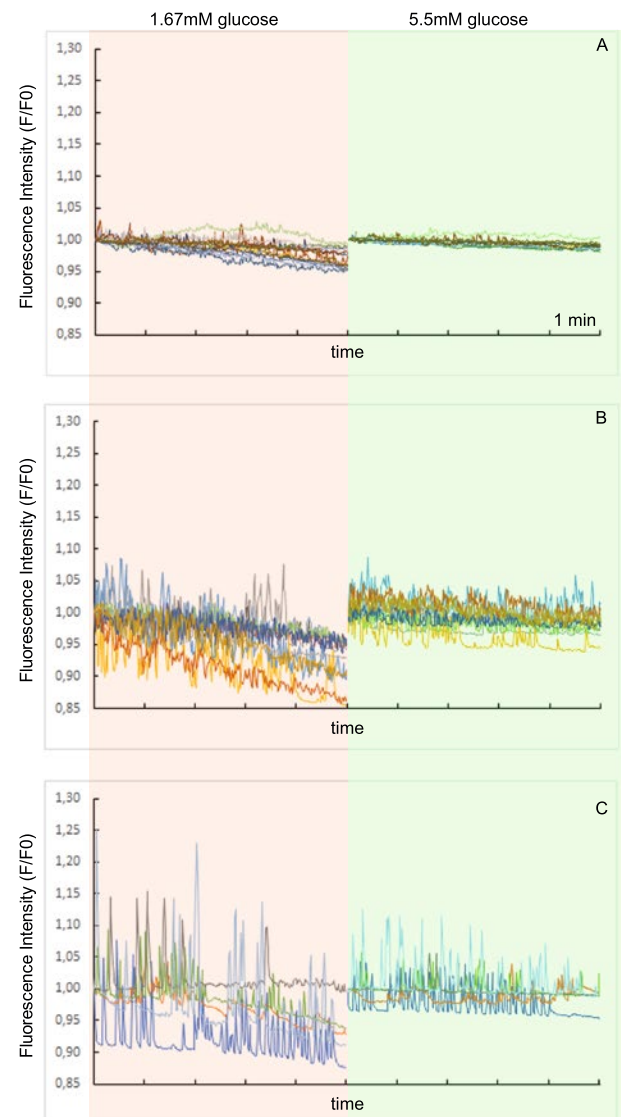 1.67mM glucose 5.5mM glucose
A
1,30
1,25
1,20
1,15
1,10
1,05
1,00
0,95
0,90
0,85
Fluorescence Intensity (F/F0)
1 min
time
B
1,30
1,25
1,20
1,15
1,10
1,05
1,00
0,95
0,90
0,85
Fluorescence Intensity (F/F0)
time
C
1,30
1,25
1,20
1,15
1,10
1,05
1,00
0,95
0,90
0,85
Fluorescence Intensity (F/F0)
time